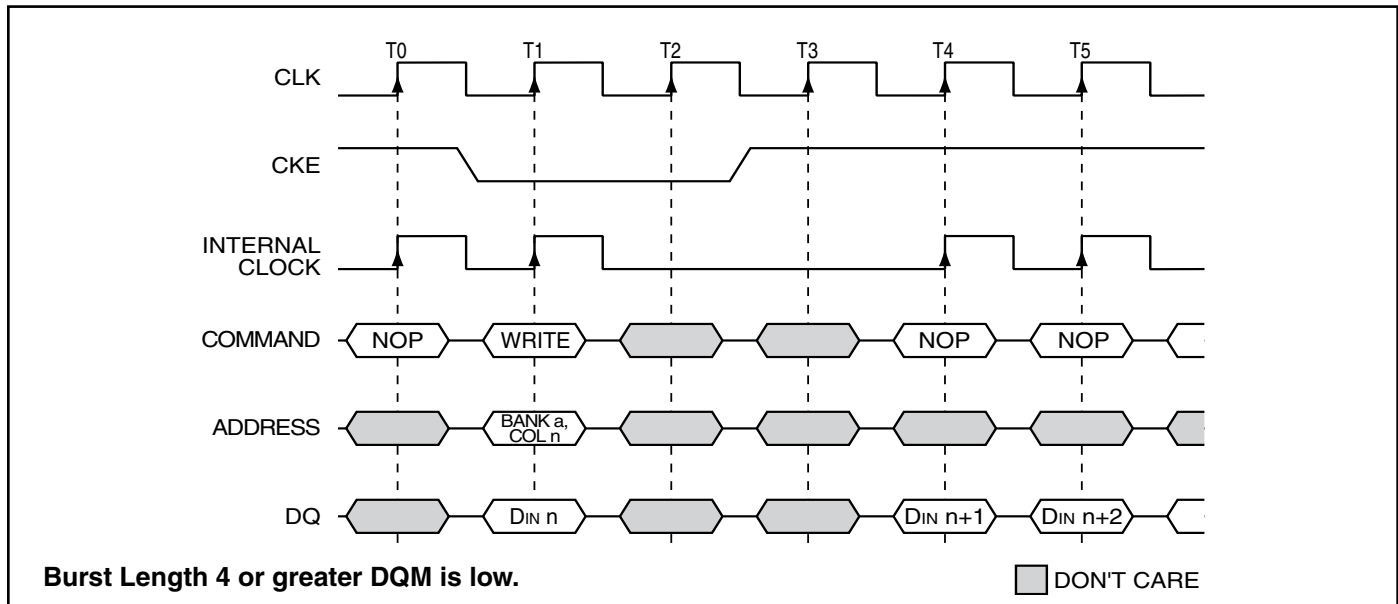 T0 T1 T2 T3 T4 T5
CLK
CKE
INTERNAL
CLOCK
COMMAND NOP WRITE NOP NOP
ADDRESS BANK a,
COL n
DQ DIN n DIN n+1 DIN n+2
Burst Length 4 or greater DQM is low.
DON'T CARE